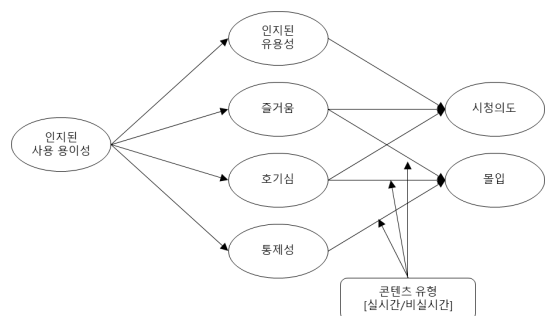 인지된
유용성
즐거움
시청의도
인지된
사용 용이성
호기심
몰입
통제성
콘텐츠 유형
[실시간/비실시간]